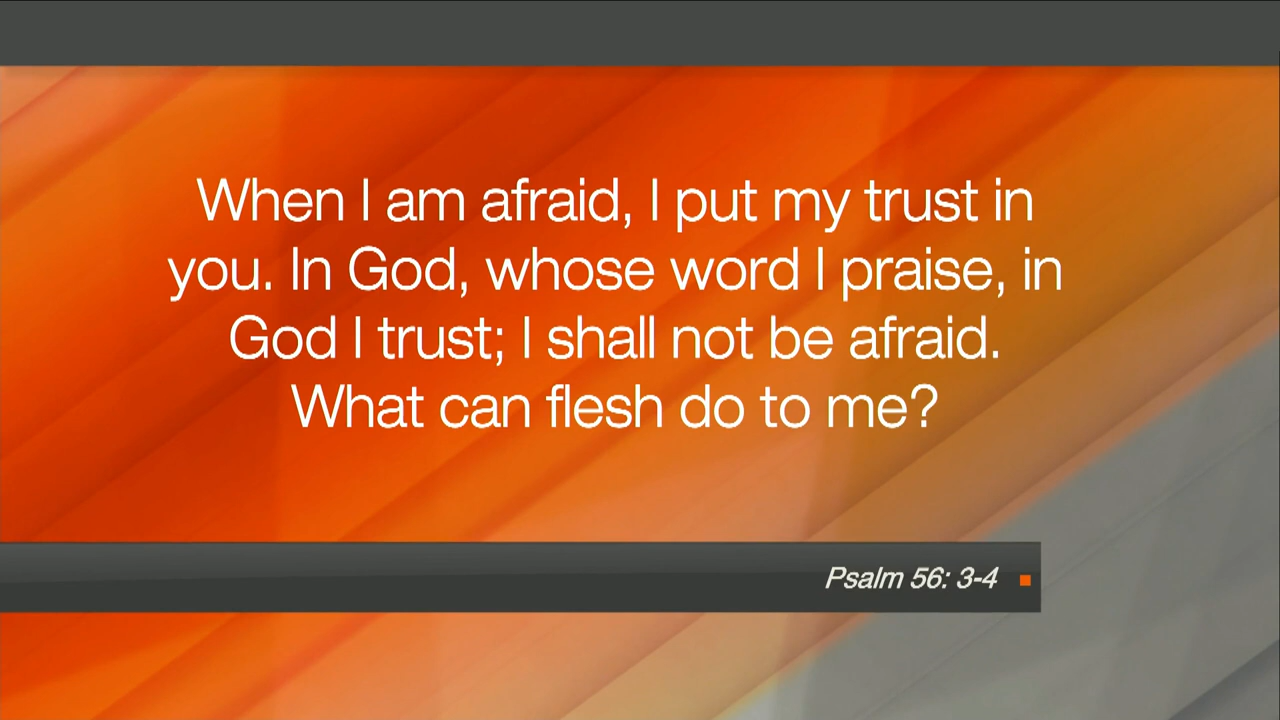 When I am afraid, I put my trust in
you. In God, whose word I praise, in
God I trust; I shall not be afraid.
What can flesh do to me?
Psalm 56: 3-4